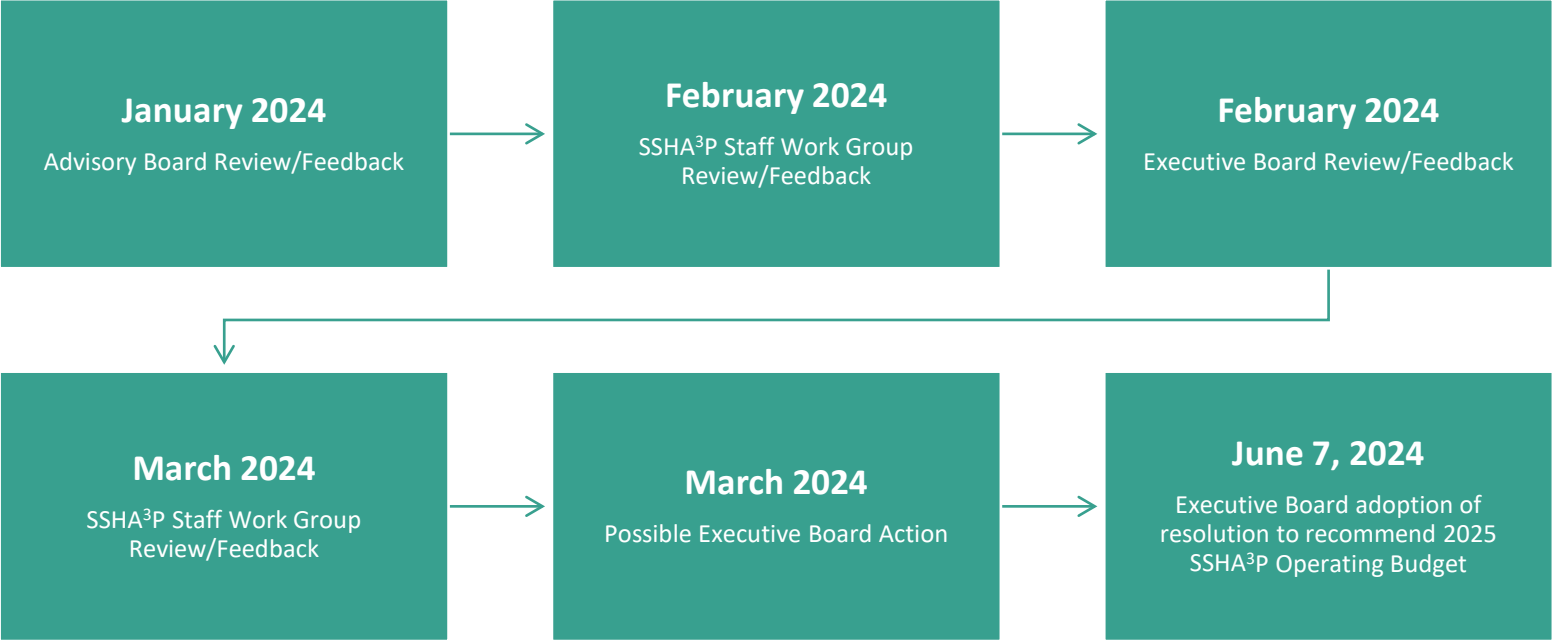 January 2024
Advisory Board Review/Feedback
February 2024
SSHA³P Staff Work Group
Review/Feedback
February 2024
Executive Board Review/Feedback
March 2024
SSHA³P Staff Work Group
Review/Feedback
March 2024
Possible Executive Board Action
June 7, 2024
Executive Board adoption of
resolution to recommend 2025
SSHA³P Operating Budget